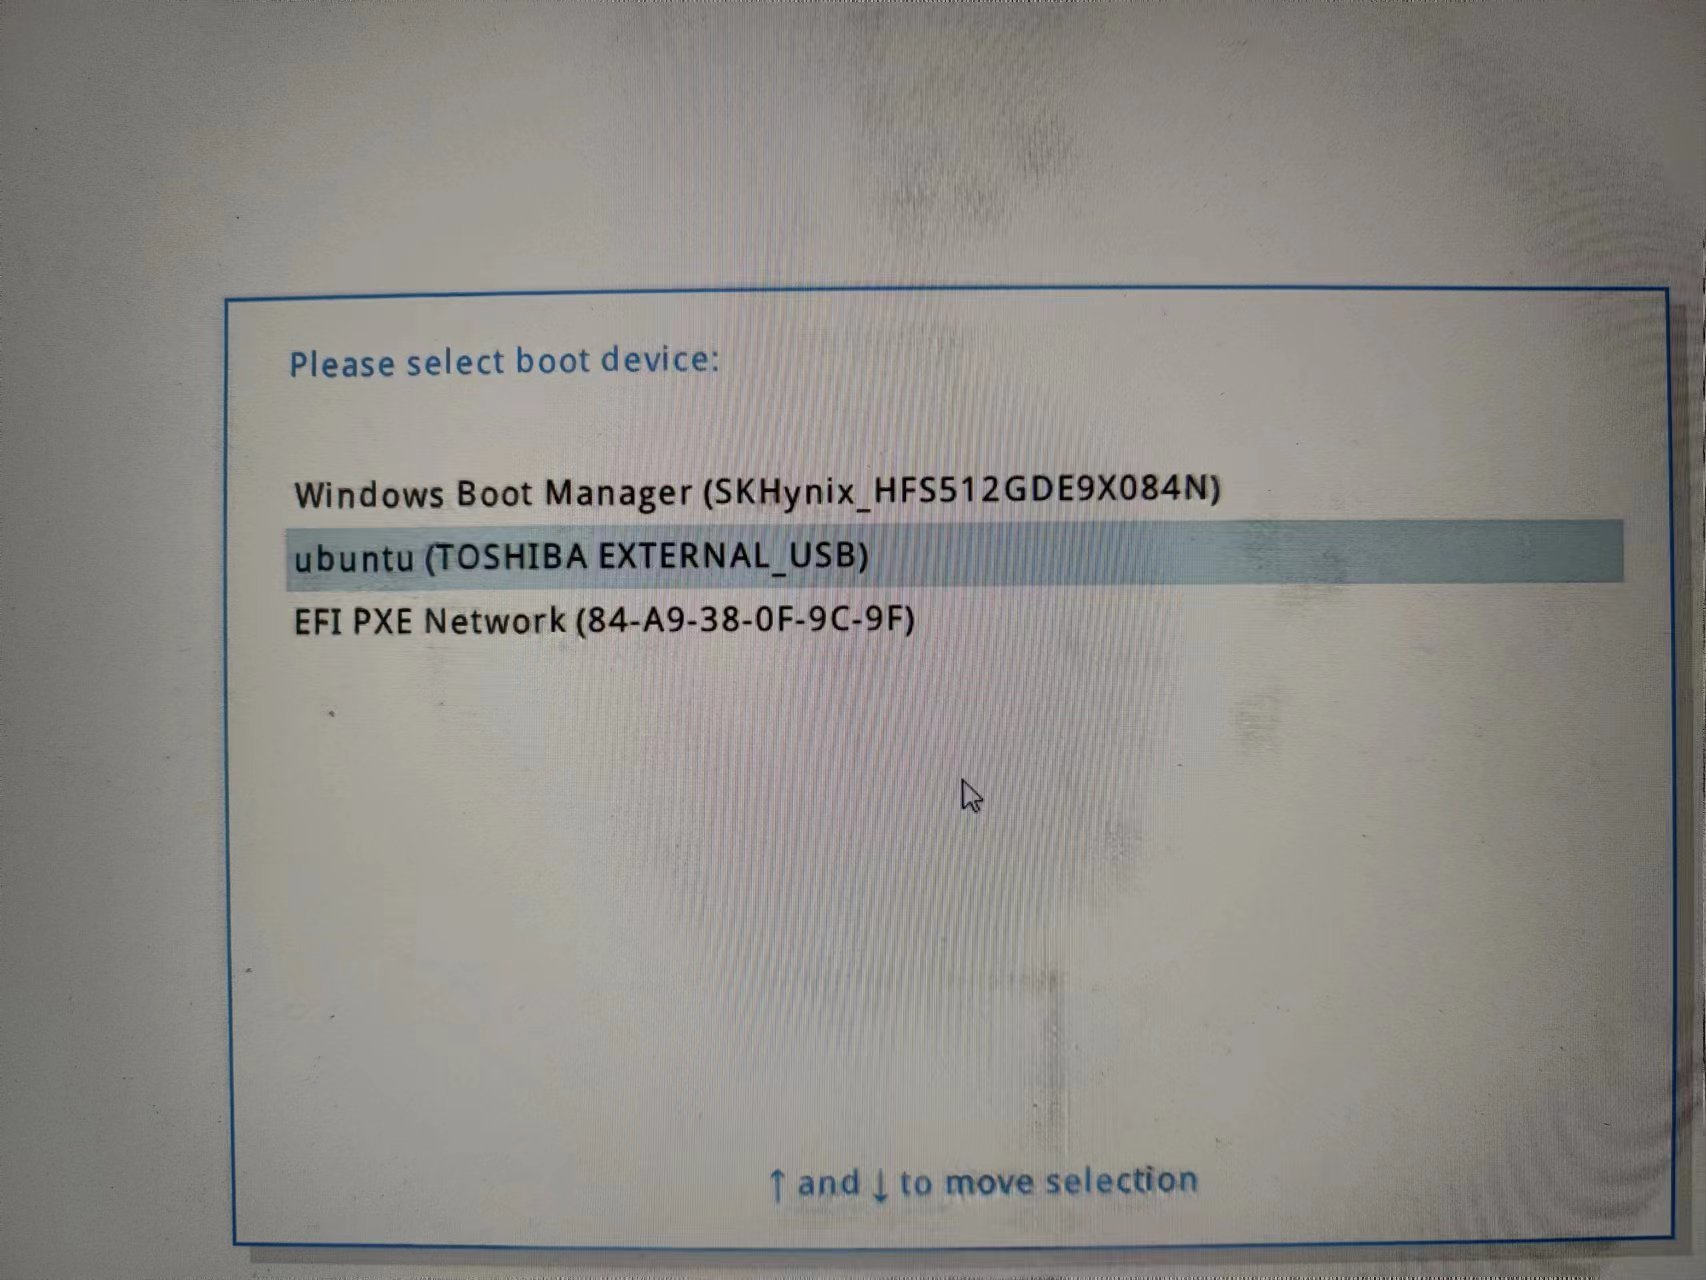 Please select boot device:
Windows Boot Manager (SKHynix_HFS512GDE9X084N)
ubuntu (TOSHIBA EXTERNAL_USB)
EFI PXE Network (84-A9-38-0F-9C-9F)
↑ and ↓ to move selection